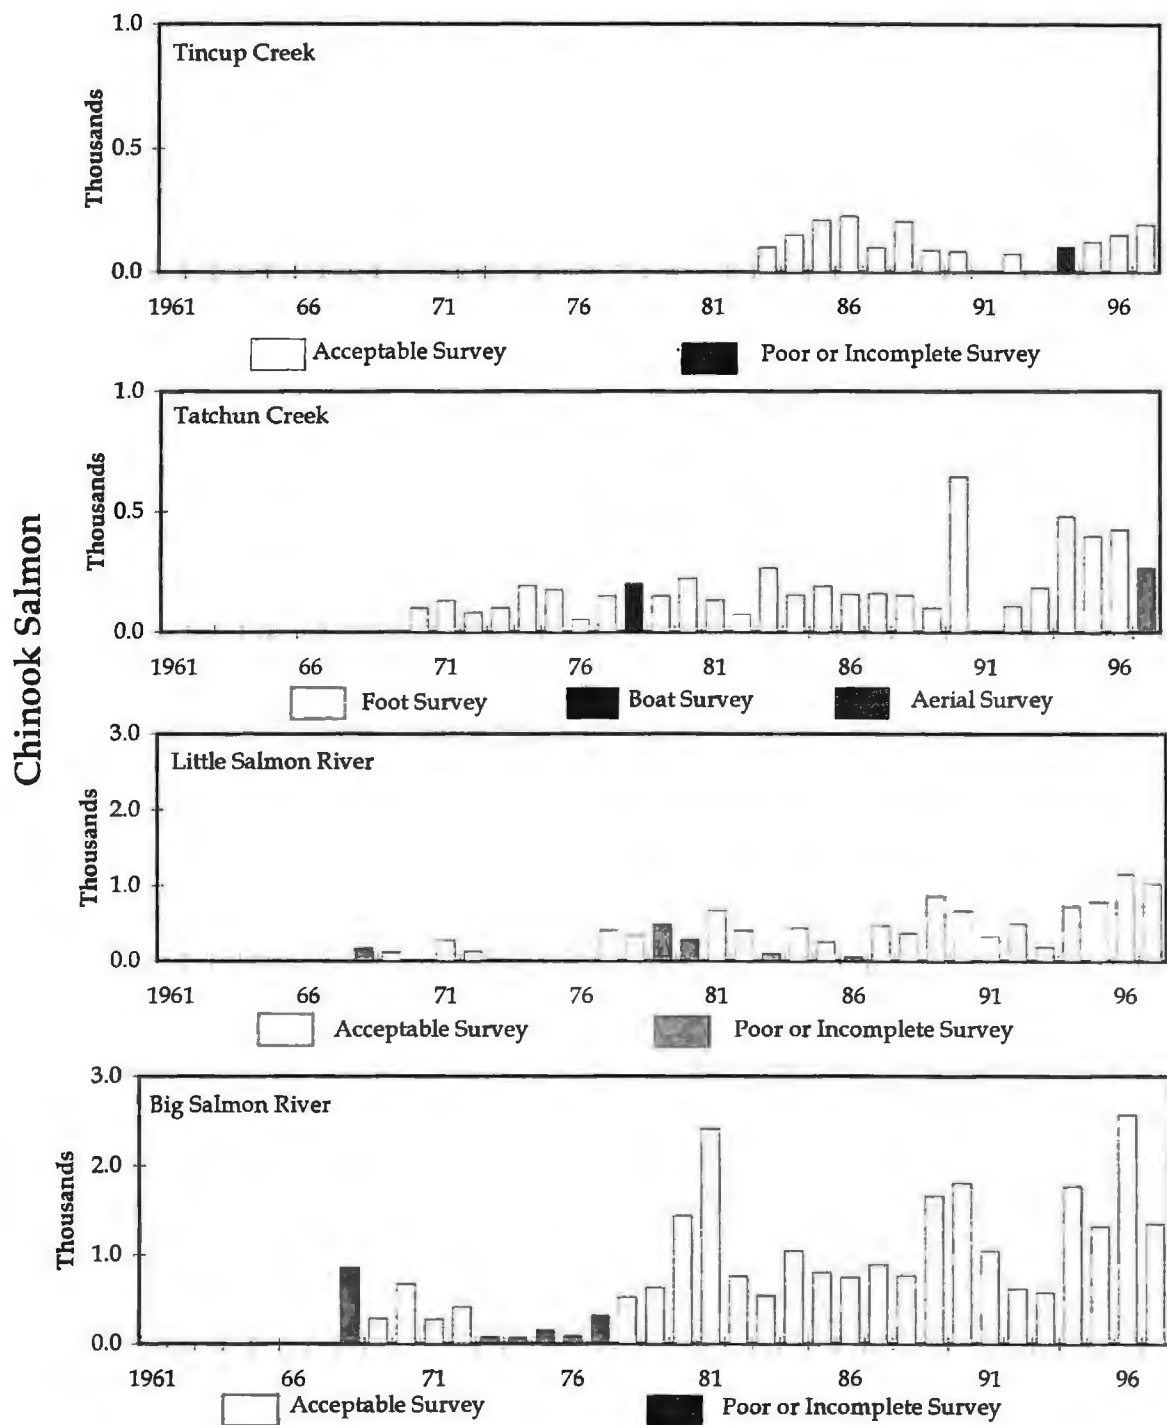 Chinook Salmon
1.0
Tincup Creek
Thousands
0.5
0.0
1961 66 71 76 81 86 91 96
Acceptable Survey Poor or Incomplete Survey
1.0
Tatchun Creek
Thousands
0.5
0.0
1961 66 71 76 81 86 91 96
Foot Survey Boat Survey Aerial Survey
3.0
Little Salmon River
2.0
Thousands
1.0
0.0
1961 66 71 76 81 86 91 96
Acceptable Survey Poor or Incomplete Survey
3.0
Big Salmon River
2.0
Thousands
1.0
0.0
1961 66 71 76 81 86 91 96
Acceptable Survey Poor or Incomplete Survey